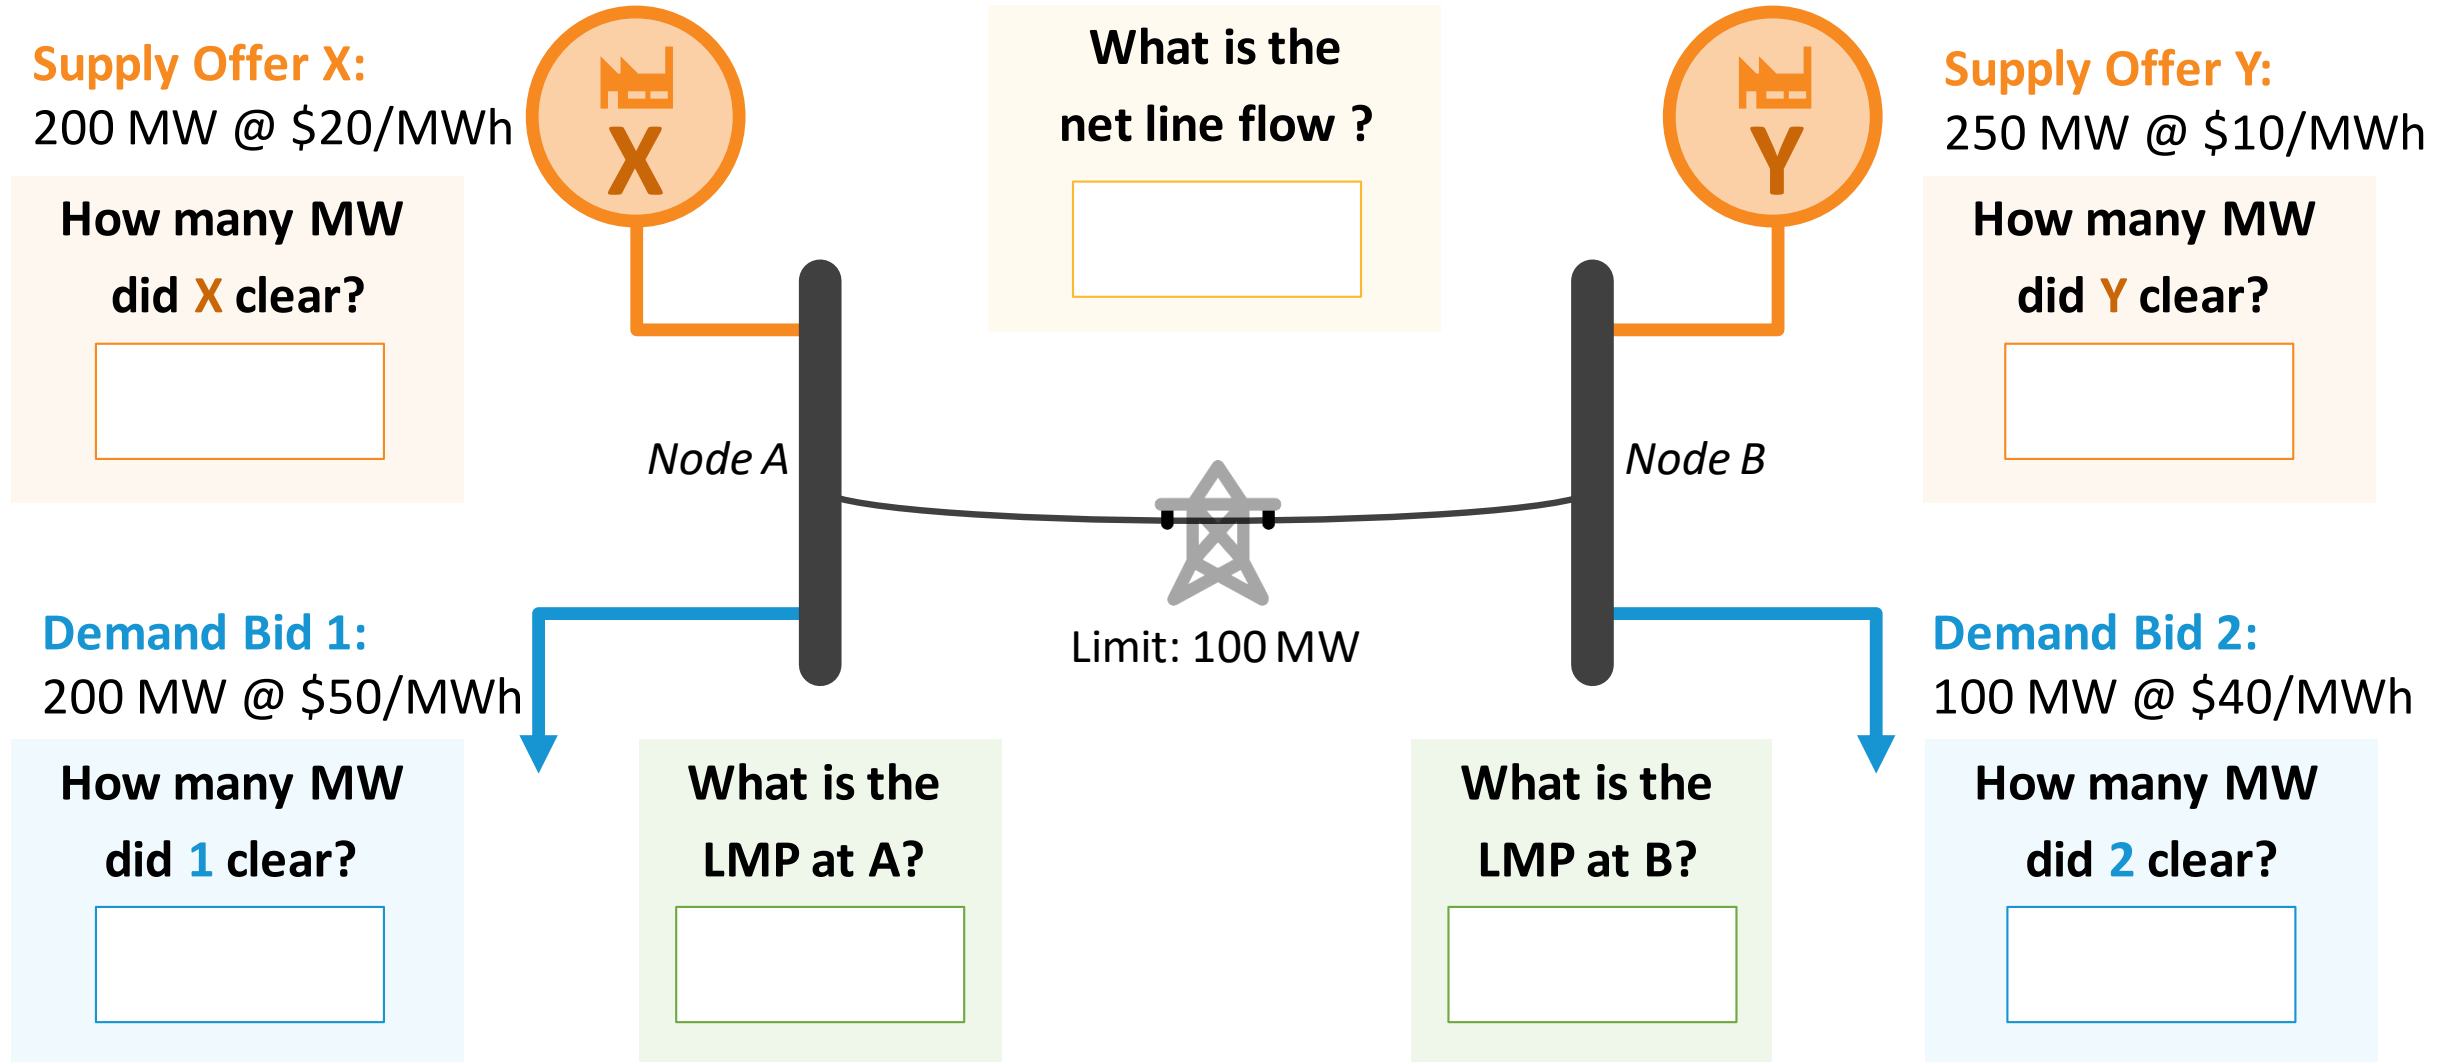 Supply Offer X:
200 MW @ $20/MWh
How many MW
did X clear?
X
What is the
net line flow ?
Y
Supply Offer Y:
250 MW @ $10/MWh
How many MW
did Y clear?
Node A
Node B
Limit: 100 MW
Demand Bid 1:
200 MW @ $50/MWh
How many MW
did 1 clear?
What is the
LMP at A?
What is the
LMP at B?
Demand Bid 2:
100 MW @ $40/MWh
How many MW
did 2 clear?